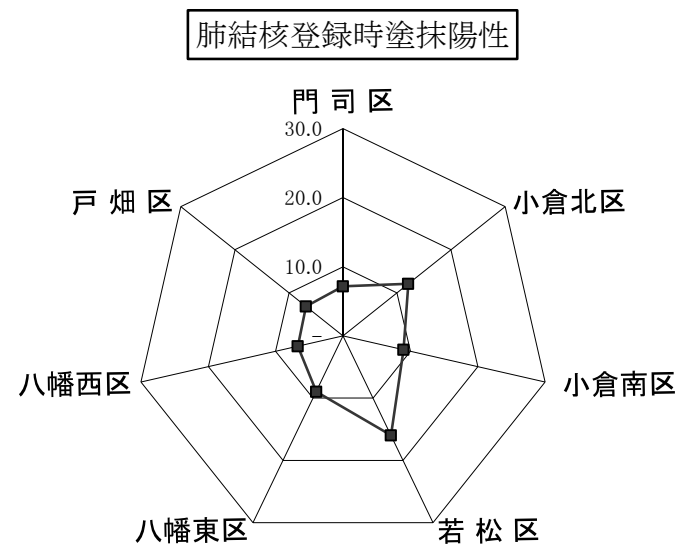 肺結核登録時塗抹陽性
門 司 区
30.0
戸 畑 区
小倉北区
20.0
10.0
–
八幡西区
小倉南区
八幡東区
若 松 区